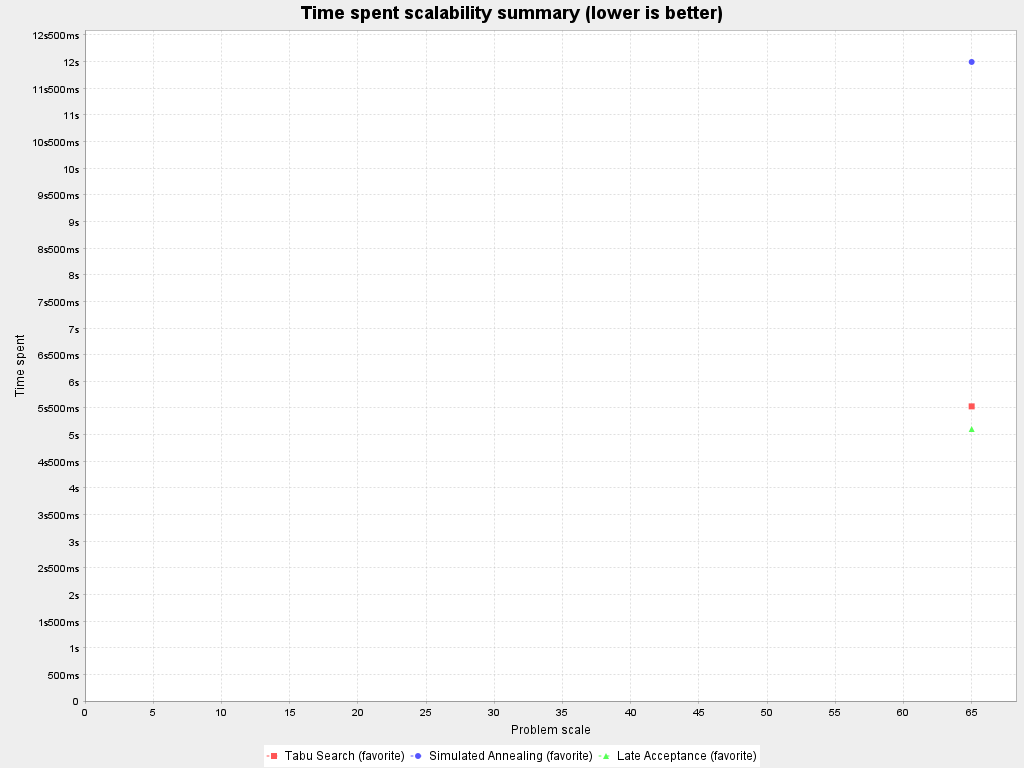 Time spent scalability summary (lower is better)
12s500ms
12s
11s500ms
11s
10s500ms
10s
9s500ms
9s
8s500ms
8s
7s500ms
7s
6s500ms
6s
5s500ms
5s
4s500ms
4s
3s500ms
3s
2s500ms
2s
1s500ms
1s
500ms
0
Time spent
0 5 10 15 20 25 30 35 40 45 50 55 60 65
Problem scale
Tabu Search (favorite) Simulated Annealing (favorite) Late Acceptance (favorite)